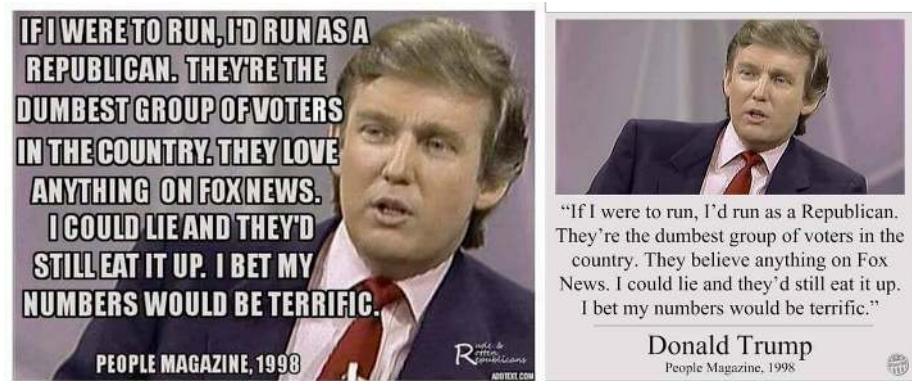 IF I WERE TO RUN, I'D RUN AS A
REPUBLICAN. THEY'RE THE
DUMBEST GROUP OF VOTERS
IN THE COUNTRY. THEY LOVE
ANYTHING ON FOX NEWS.
I COULD LIE AND THEY'D
STILL EAT IT UP. I BET MY
NUMBERS WOULD BE TERRIFIC.
PEOPLE MAGAZINE, 1998
Rude &
Rotten
Republicans
ADDTEXT.COM
“If I were to run, I’d run as a Republican.
They’re the dumbest group of voters in the
country. They believe anything on Fox
News. I could lie and they’d still eat it up.
I bet my numbers would be terrific.”
Donald Trump
People Magazine, 1998